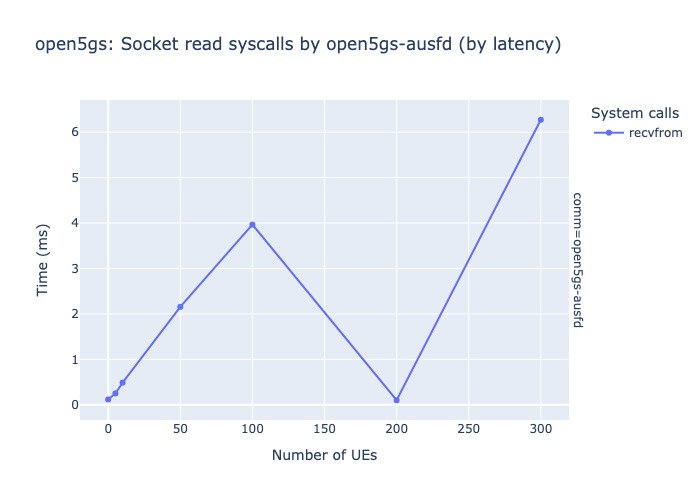 open5gs: Socket read syscalls by open5gs-ausfd (by latency)
System calls
recvfrom
6
5
4
3
2
1
0
Time (ms)
comm=open5gs-ausfd
0 50 100 150 200 250 300
Number of UEs